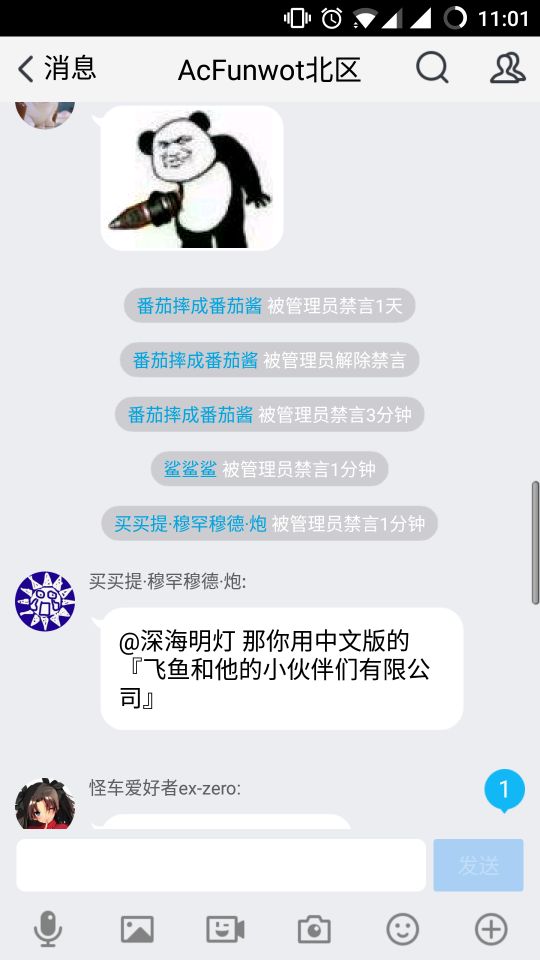 11:01
消息
AcFunwot北区
番茄摔成番茄酱 被管理员禁言1天
番茄摔成番茄酱 被管理员解除禁言
番茄摔成番茄酱 被管理员禁言3分钟
鲨鲨鲨 被管理员禁言1分钟
买买提·穆罕穆德·炮 被管理员禁言1分钟
买买提·穆罕穆德·炮:
@深海明灯 那你用中文版的
『飞鱼和他的小伙伴们有限公
司』
怪车爱好者ex-zero:
1
发送